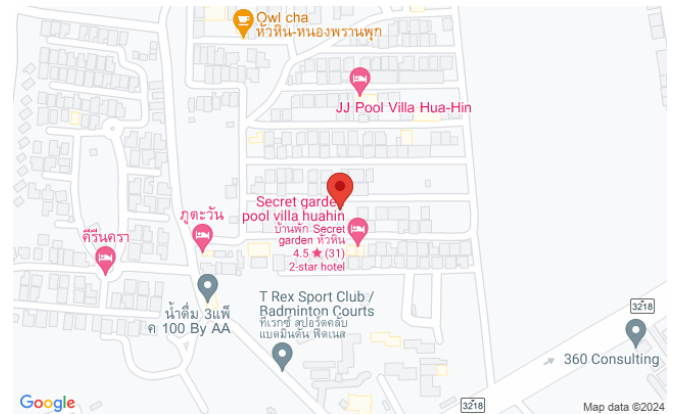 Owl cha
หัวหิน-หนองพรานพุก
JJ Pool Villa Hua-Hin
Secret garden
pool villa huahin
บ้านพัก Secret
garden หัวหิน
4.5 ★ (31)
2-star hotel
ภูตะวัน
คีรีนครา
น้ำดื่ม 3แพ็
ค 100 By AA
T Rex Sport Club /
Badminton Courts
ทีเรกซ์ สปอร์ตคลับ
แบดมินตัน ฟิตเนส
3218
360 Consulting
3218
Google
Map data ©2024